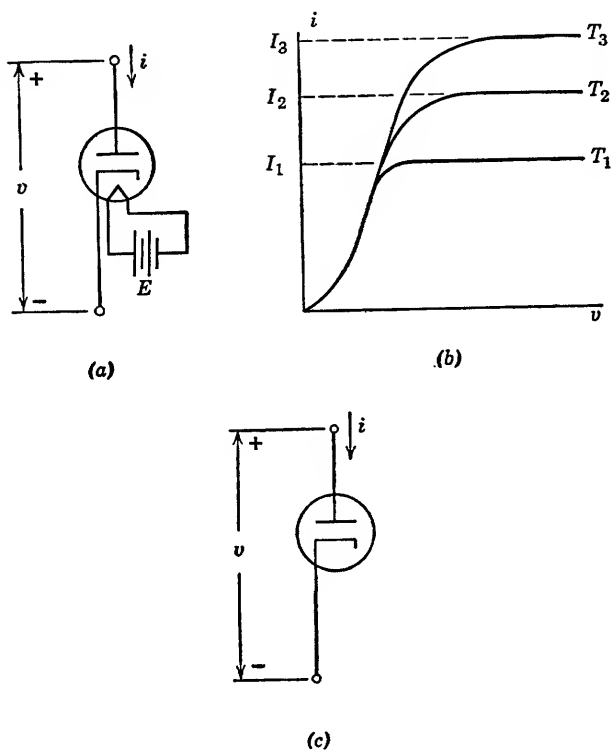 i
+
v
−
E
(a)
i
I₃
I₂
I₁
T₃
T₂
T₁
v
(b)
i
+
v
−
(c)